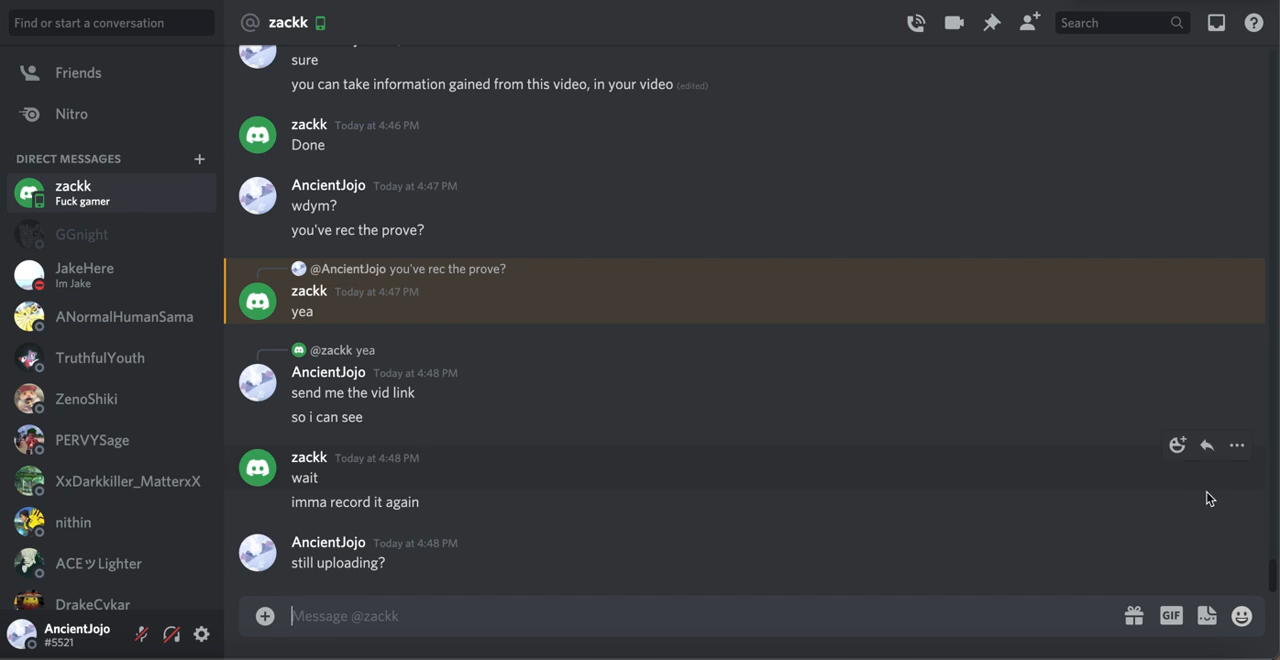 Find or start a conversation
Friends
Nitro
DIRECT MESSAGES
zackk
Fuck gamer
GGnight
JakeHere
Im Jake
ANormalHumanSama
TruthfulYouth
ZenoShiki
PERVYSage
XxDarkkiller_MatterxX
nithin
ACEツLighter
DrakeCvkar
AncientJojo
#5521
@ zackk
Search
sure
you can take information gained from this video, in your video (edited)
zackk Today at 4:46 PM
Done
AncientJojo Today at 4:47 PM
wdym?
you've rec the prove?
@AncientJojo you've rec the prove?
zackk Today at 4:47 PM
yea
@zackk yea
AncientJojo Today at 4:48 PM
send me the vid link
so i can see
zackk Today at 4:48 PM
wait
imma record it again
AncientJojo Today at 4:48 PM
still uploading?
Message @zackk
GIF